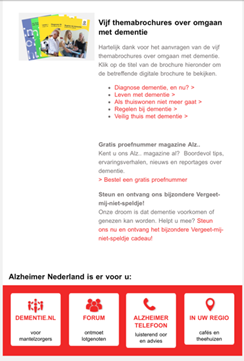 Vijf themabrochures over omgaan
met dementie
Hartelijk dank voor het aanvragen van de vijf
themabrochures over omgaan met dementie.
Klik op de titel van de brochure hieronder om
de betreffende digitale brochure te bekijken.
Diagnose dementie, en nu? >
Leven met dementie >
Als thuiswonen niet meer gaat >
Regelen bij dementie >
Veilig thuis met dementie >
Gratis proefnummer magazine Alz..
Kent u ons Alz.. magazine al? Boordevol tips,
ervaringsverhalen, nieuws en reportages over
dementie.
> Bestel een gratis proefnummer
Steun en ontvang ons bijzondere Vergeet-
mij-niet-speldje!
Onze droom is dat dementie voorkomen of
genezen kan worden. Helpt u mee? Steun
ons nu en ontvang het bijzondere Vergeet-
mij-niet-speldje cadeau!
Alzheimer Nederland is er voor u:
DEMENTIE.NL
voor
mantelzorgers
FORUM
ontmoet
lotgenoten
ALZHEIMER
TELEFOON
luisterend oor
en advies
IN UW REGIO
cafés en
theehuizen